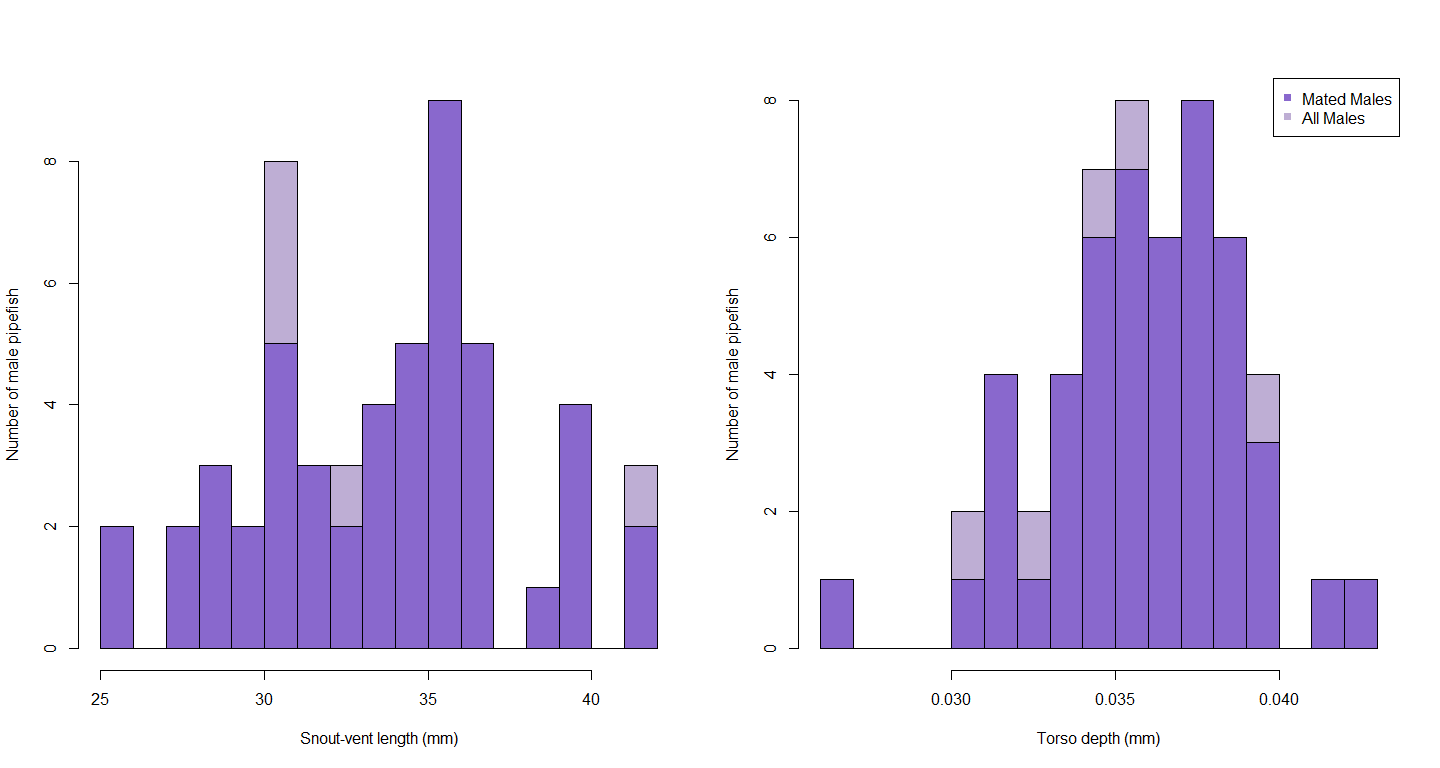 Number of male pipefish
8
6
4
2
0
25 30 35 40
Snout-vent length (mm)
Number of male pipefish
8
6
4
2
0
0.030 0.035 0.040
Torso depth (mm)
Mated Males
All Males